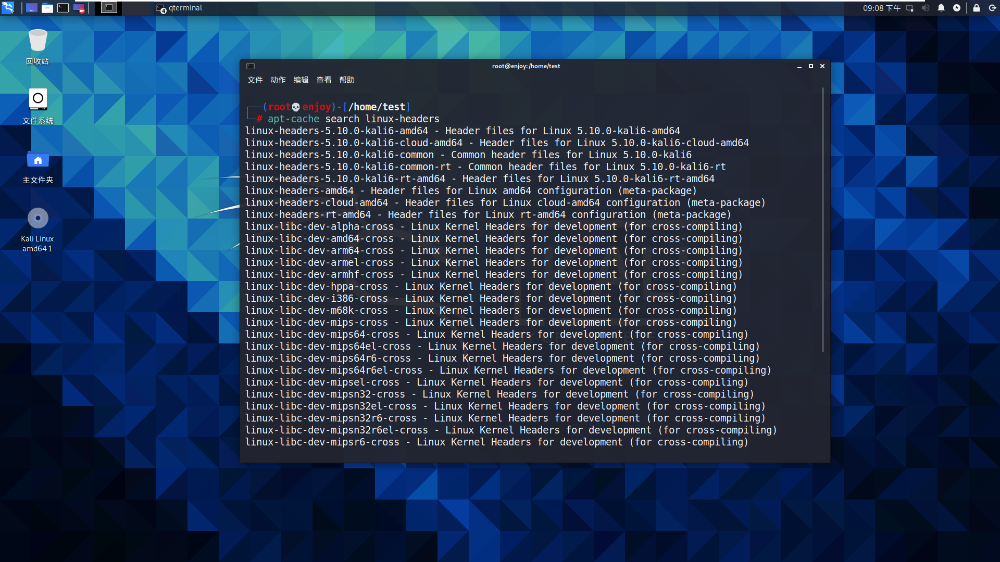 4 qterminal
09:08 下午
回收站
文件系统
主文件夹
Kali Linux
amd64 1
root@enjoy:/home/test
文件 动作 编辑 查看 帮助
┌──(root💀enjoy)-[/home/test]
└─# apt-cache search linux-headers
linux-headers-5.10.0-kali6-amd64 - Header files for Linux 5.10.0-kali6-amd64
linux-headers-5.10.0-kali6-cloud-amd64 - Header files for Linux 5.10.0-kali6-cloud-amd64
linux-headers-5.10.0-kali6-common - Common header files for Linux 5.10.0-kali6
linux-headers-5.10.0-kali6-common-rt - Common header files for Linux 5.10.0-kali6-rt
linux-headers-5.10.0-kali6-rt-amd64 - Header files for Linux 5.10.0-kali6-rt-amd64
linux-headers-amd64 - Header files for Linux amd64 configuration (meta-package)
linux-headers-cloud-amd64 - Header files for Linux cloud-amd64 configuration (meta-package)
linux-headers-rt-amd64 - Header files for Linux rt-amd64 configuration (meta-package)
linux-libc-dev-alpha-cross - Linux Kernel Headers for development (for cross-compiling)
linux-libc-dev-amd64-cross - Linux Kernel Headers for development (for cross-compiling)
linux-libc-dev-arm64-cross - Linux Kernel Headers for development (for cross-compiling)
linux-libc-dev-armel-cross - Linux Kernel Headers for development (for cross-compiling)
linux-libc-dev-armhf-cross - Linux Kernel Headers for development (for cross-compiling)
linux-libc-dev-hppa-cross - Linux Kernel Headers for development (for cross-compiling)
linux-libc-dev-i386-cross - Linux Kernel Headers for development (for cross-compiling)
linux-libc-dev-m68k-cross - Linux Kernel Headers for development (for cross-compiling)
linux-libc-dev-mips-cross - Linux Kernel Headers for development (for cross-compiling)
linux-libc-dev-mips64-cross - Linux Kernel Headers for development (for cross-compiling)
linux-libc-dev-mips64el-cross - Linux Kernel Headers for development (for cross-compiling)
linux-libc-dev-mips64r6-cross - Linux Kernel Headers for development (for cross-compiling)
linux-libc-dev-mips64r6el-cross - Linux Kernel Headers for development (for cross-compiling)
linux-libc-dev-mipsel-cross - Linux Kernel Headers for development (for cross-compiling)
linux-libc-dev-mipsn32-cross - Linux Kernel Headers for development (for cross-compiling)
linux-libc-dev-mipsn32el-cross - Linux Kernel Headers for development (for cross-compiling)
linux-libc-dev-mipsn32r6-cross - Linux Kernel Headers for development (for cross-compiling)
linux-libc-dev-mipsn32r6el-cross - Linux Kernel Headers for development (for cross-compiling)
linux-libc-dev-mipsr6-cross - Linux Kernel Headers for development (for cross-compiling)